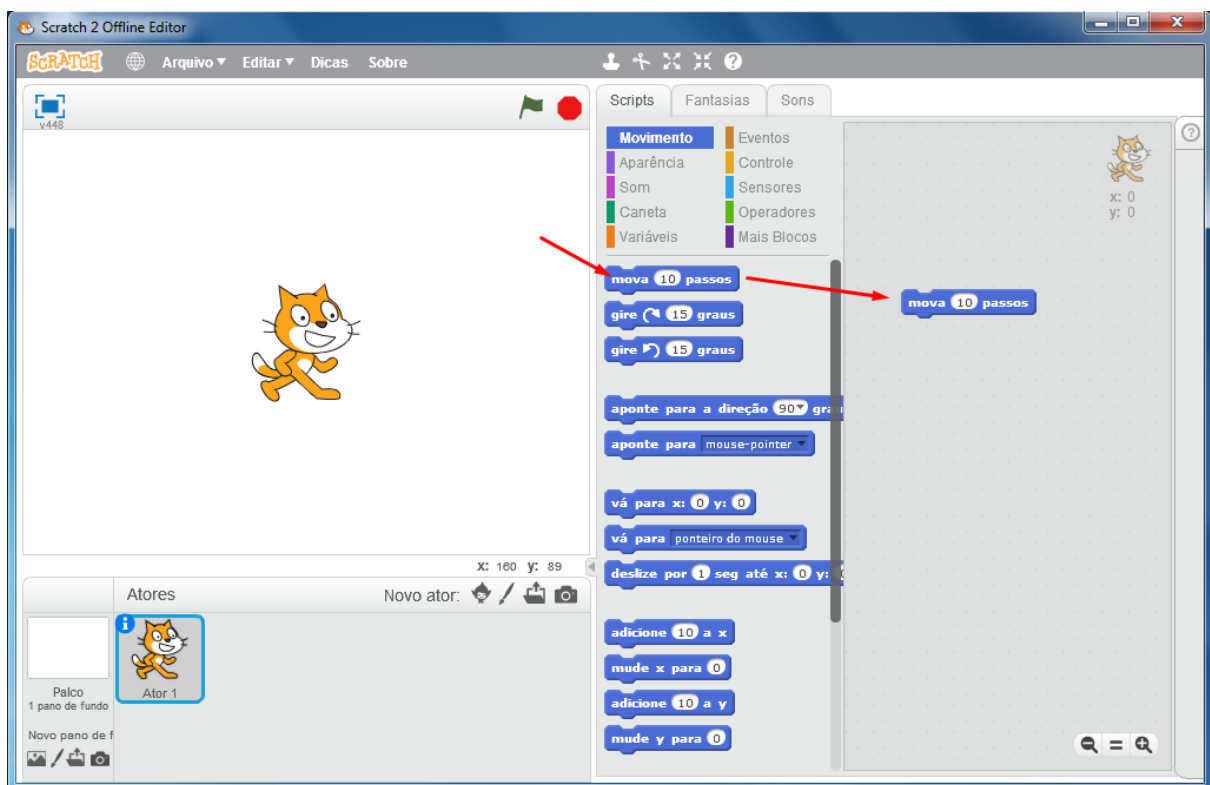 Scratch 2 Offline Editor
SCRATCH Arquivo Editar Dicas Sobre
v448
Scripts Fantasias Sons
Movimento Eventos
Aparência Controle
Som Sensores
Caneta Operadores
Variáveis Mais Blocos
x: 0
y: 0
mova 10 passos
mova 10 passos
gire 15 graus
gire 15 graus
aponte para a direção 90
aponte para mouse-pointer
vá para x: 0 y: 0
vá para ponteiro do mouse
deslize por 1 seg até x: 0 y:
adicione 10 a x
mude x para 0
adicione 10 a y
mude y para 0
X: 160 y: 89
Atores Novo ator:
Palco
1 pano de fundo
Ator 1
Novo pano de f